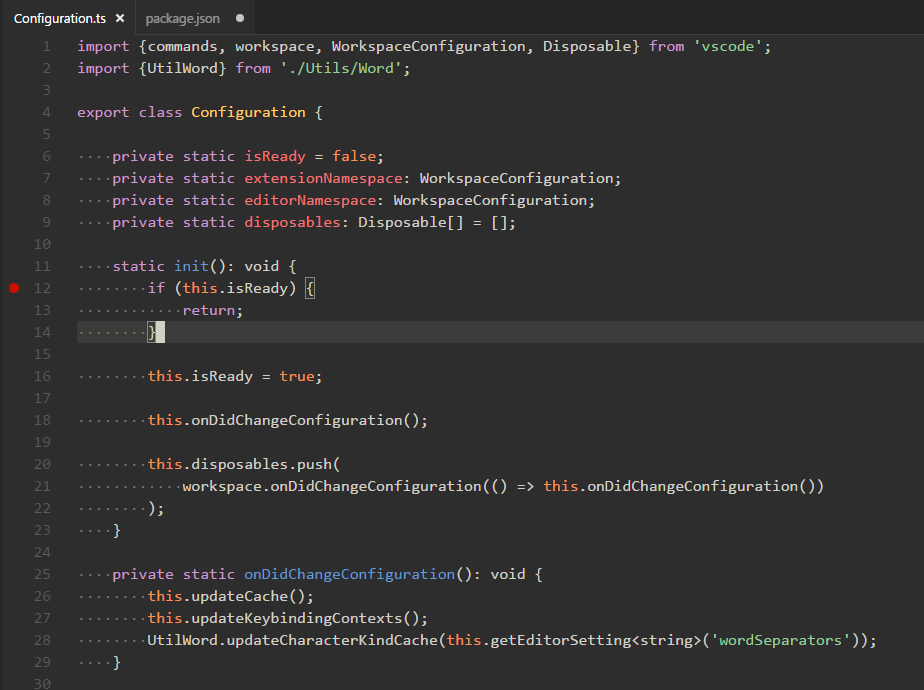 Configuration.ts × package.json ●
1 import {commands, workspace, WorkspaceConfiguration, Disposable} from 'vscode';
2 import {UtilWord} from './Utils/Word';
3
4 export class Configuration {
5
6 ····private static isReady = false;
7 ····private static extensionNamespace: WorkspaceConfiguration;
8 ····private static editorNamespace: WorkspaceConfiguration;
9 ····private static disposables: Disposable[] = [];
10
11 ····static init(): void {
12 ········if (this.isReady) {
13 ············return;
14 ········}
15
16 ········this.isReady = true;
17
18 ········this.onDidChangeConfiguration();
19
20 ········this.disposables.push(
21 ············workspace.onDidChangeConfiguration(() => this.onDidChangeConfiguration())
22 ········);
23 ····}
24
25 ····private static onDidChangeConfiguration(): void {
26 ········this.updateCache();
27 ········this.updateKeybindingContexts();
28 ········UtilWord.updateCharacterKindCache(this.getEditorSetting<string>('wordSeparators'));
29 ····}
30